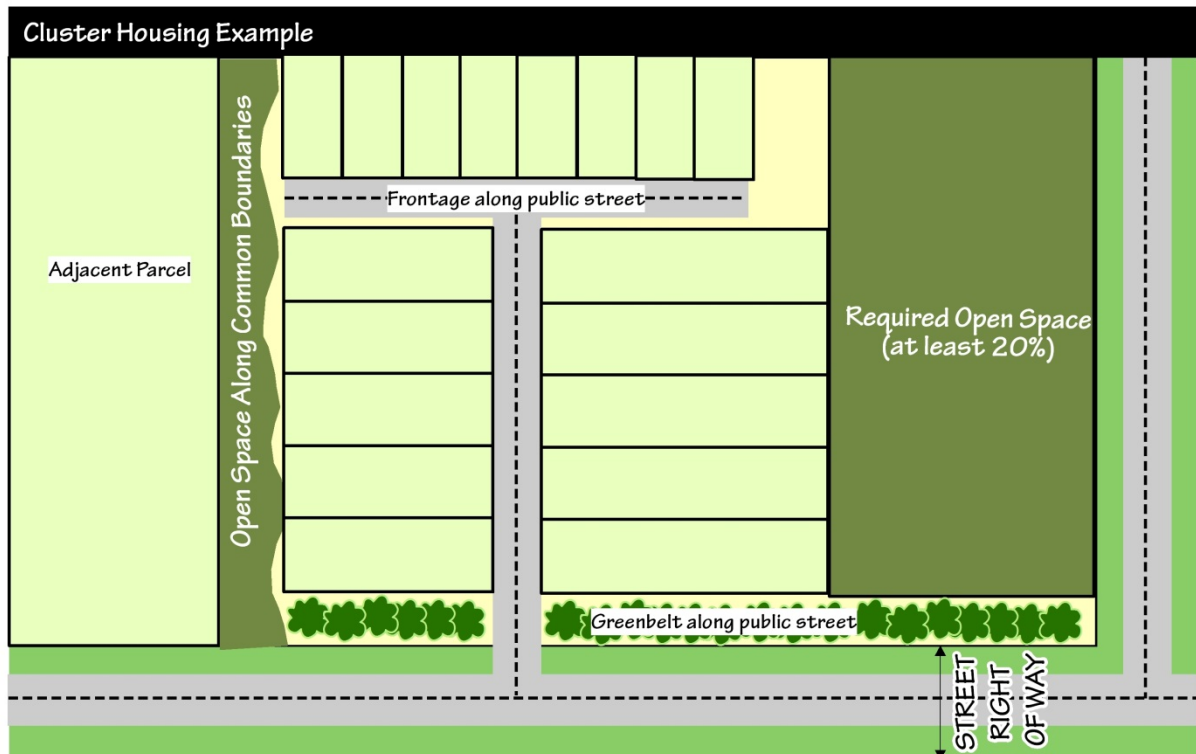 Cluster Housing Example
Frontage along public street
Adjacent Parcel
Open Space Along Common Boundaries
Required Open Space
(at least 20%)
Greenbelt along public street
STREET
RIGHT
OF WAY